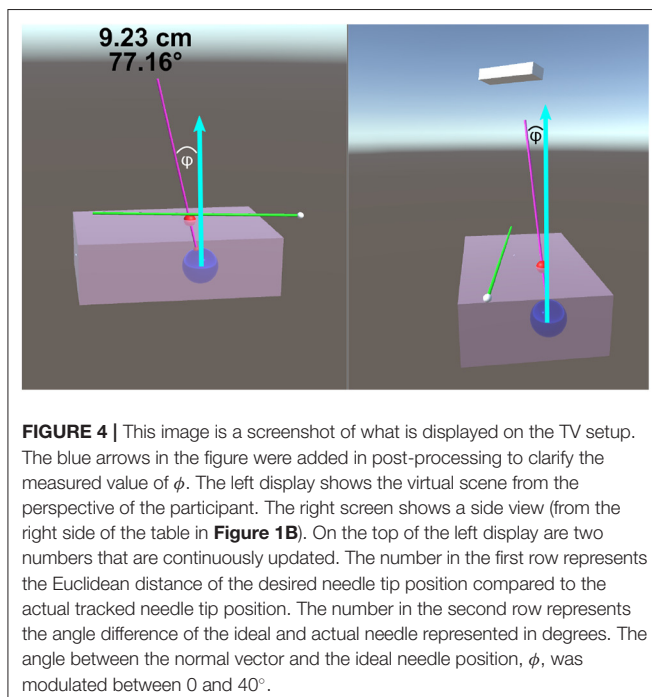 9.23 cm
77.16°
φ
φ
FIGURE 4 | This image is a screenshot of what is displayed on the TV setup.
The blue arrows in the figure were added in post-processing to clarify the
measured value of ϕ. The left display shows the virtual scene from the
perspective of the participant. The right screen shows a side view (from the
right side of the table in Figure 1B). On the top of the left display are two
numbers that are continuously updated. The number in the first row represents
the Euclidean distance of the desired needle tip position compared to the
actual tracked needle tip position. The number in the second row represents
the angle difference of the ideal and actual needle represented in degrees. The
angle between the normal vector and the ideal needle position, ϕ, was
modulated between 0 and 40°.